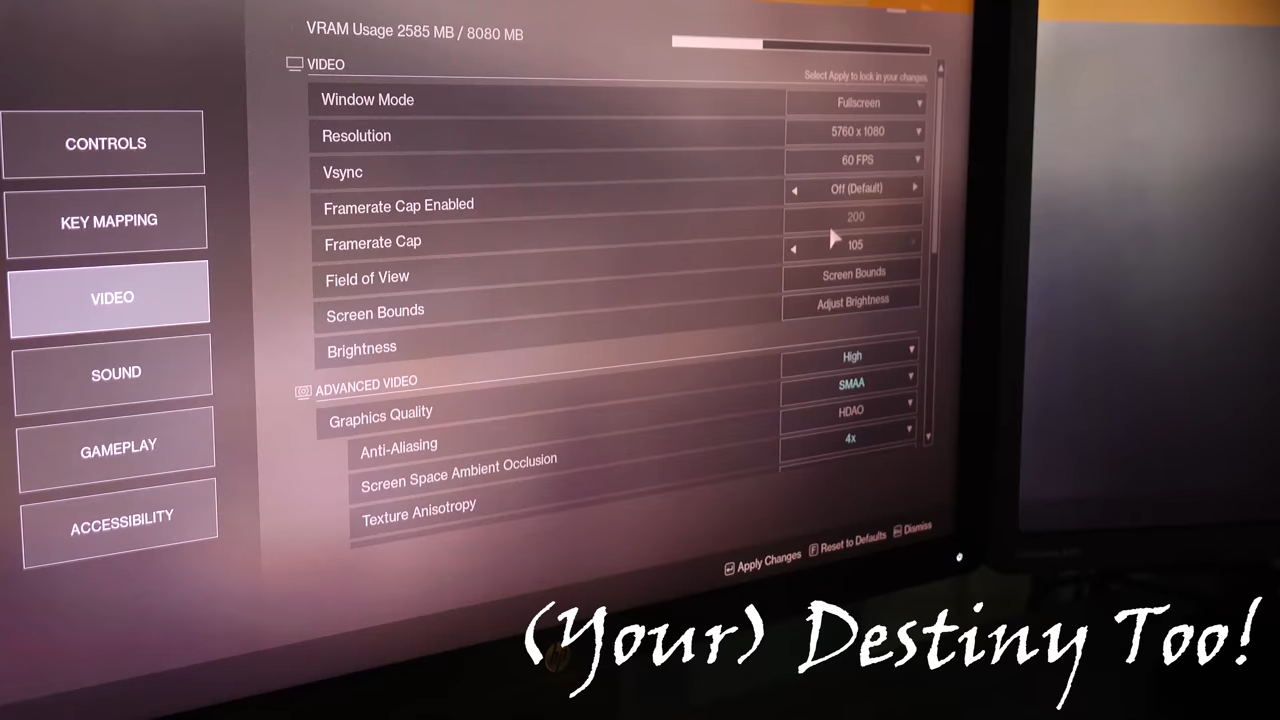 VRAM Usage 2585 MB / 8080 MB
VIDEO
Select Apply to lock in your changes.
Window Mode Fullscreen
Resolution 5760 x 1080
Vsync 60 FPS
Framerate Cap Enabled Off (Default)
Framerate Cap 200
Field of View 105
Screen Bounds Screen Bounds
Brightness Adjust Brightness
ADVANCED VIDEO
Graphics Quality High
Anti-Aliasing SMAA
Screen Space Ambient Occlusion HDAO
Texture Anisotropy 4x
CONTROLS
KEY MAPPING
VIDEO
SOUND
GAMEPLAY
ACCESSIBILITY
Apply Changes F Reset to Defaults Dismiss
(Your) Destiny Too!